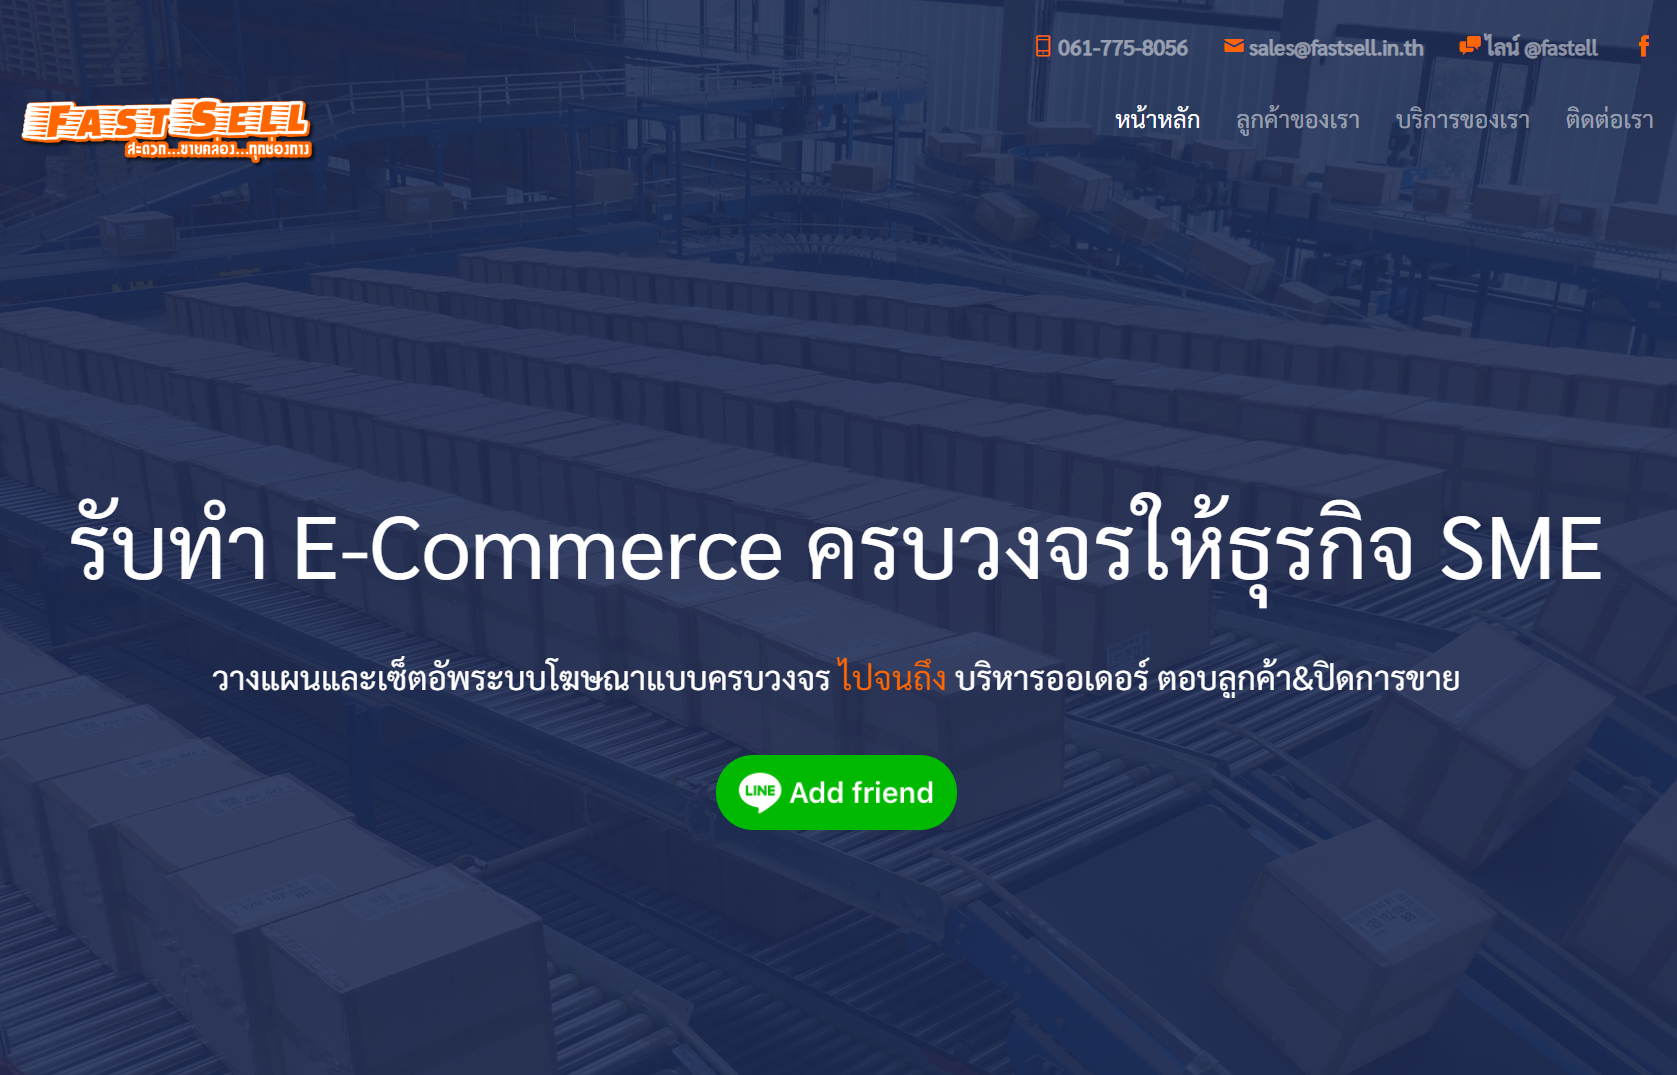 061-775-8056 sales@fastsell.in.th ไลน์ @fastell
FAST SELL
สะดวก...ขายคล่อง...ทุกช่องทาง
หน้าหลัก ลูกค้าของเรา บริการของเรา ติดต่อเรา
รับทำ E-Commerce ครบวงจรให้ธุรกิจ SME
วางแผนและเซ็ตอัพระบบโฆษณาแบบครบวงจร ไปจนถึง บริหารออเดอร์ ตอบลูกค้า&ปิดการขาย
LINE Add friend